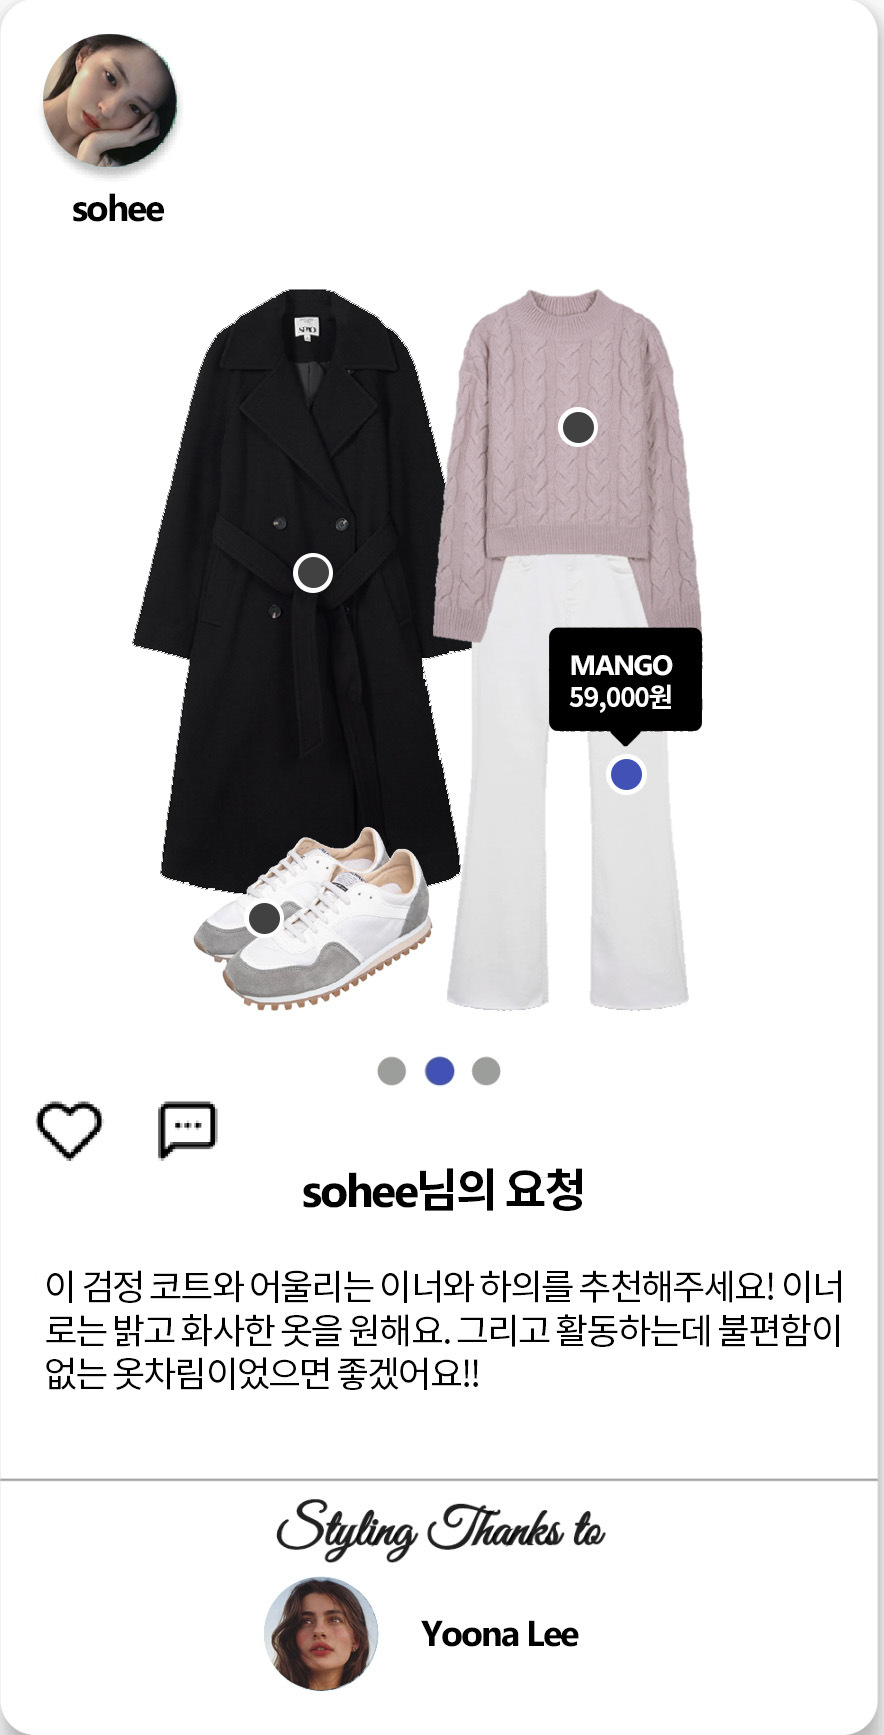 sohee
SPAO
MANGO
59,000원
sohee님의 요청
이 검정 코트와 어울리는 이너와 하의를 추천해주세요! 이너
로는 밝고 화사한 옷을 원해요. 그리고 활동하는데 불편함이
없는 옷차림이었으면 좋겠어요!!
Styling Thanks to
Yoona Lee